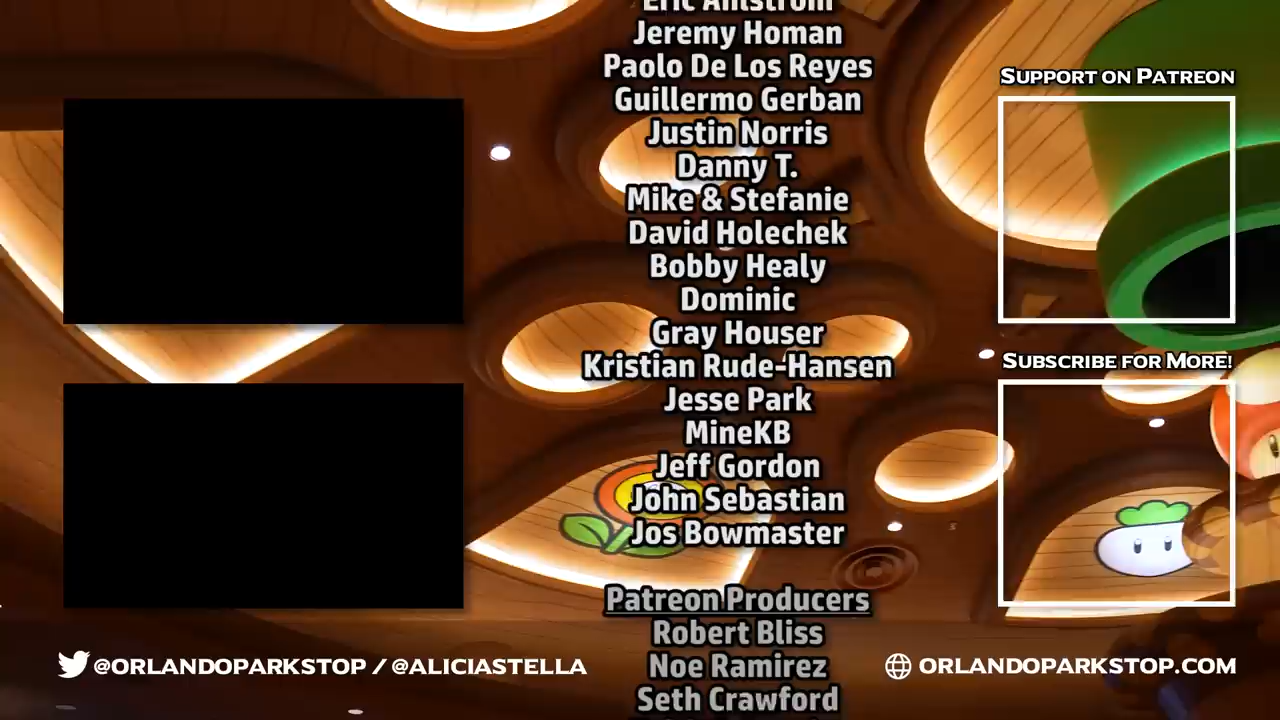 Eric Ahlstrom
Jeremy Homan
Paolo De Los Reyes
Guillermo Gerban
Justin Norris
Danny T.
Mike & Stefanie
David Holechek
Bobby Healy
Dominic
Gray Houser
Kristian Rude-Hansen
Jesse Park
MineKB
Jeff Gordon
John Sebastian
Jos Bowmaster
Patreon Producers
Robert Bliss
Noe Ramirez
Seth Crawford
Support on Patreon
Subscribe for More!
@ORLANDOPARKSTOP / @ALICIASTELLA
ORLANDOPARKSTOP.COM